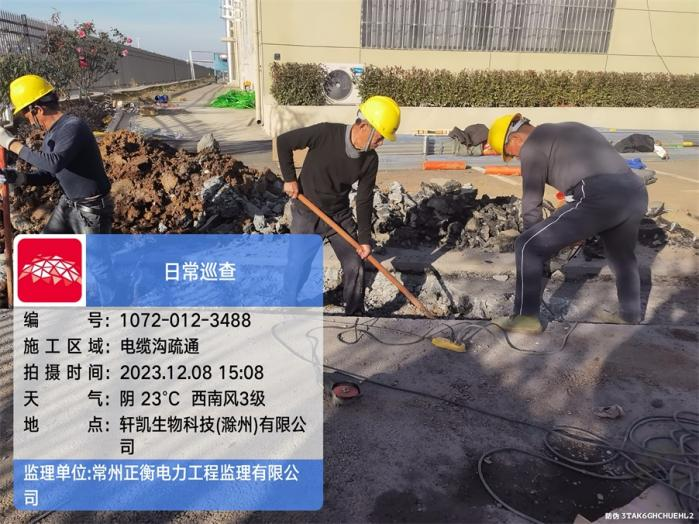 日常巡查
编 号：1072-012-3488
施工区域：电缆沟疏通
拍摄时间：2023.12.08 15:08
天 气：阴 23°C 西南风3级
地 点：轩凯生物科技(滁州)有限公
司
监理单位:常州正衡电力工程监理有限公
司
防伪 3TAK6GHCHUEHL2